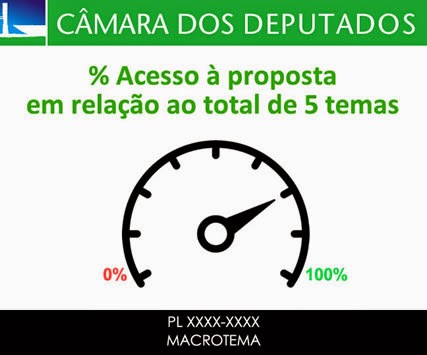 CÂMARA DOS DEPUTADOS
% Acesso à proposta
em relação ao total de 5 temas
0%
100%
PL XXXX-XXXX
MACROTEMA